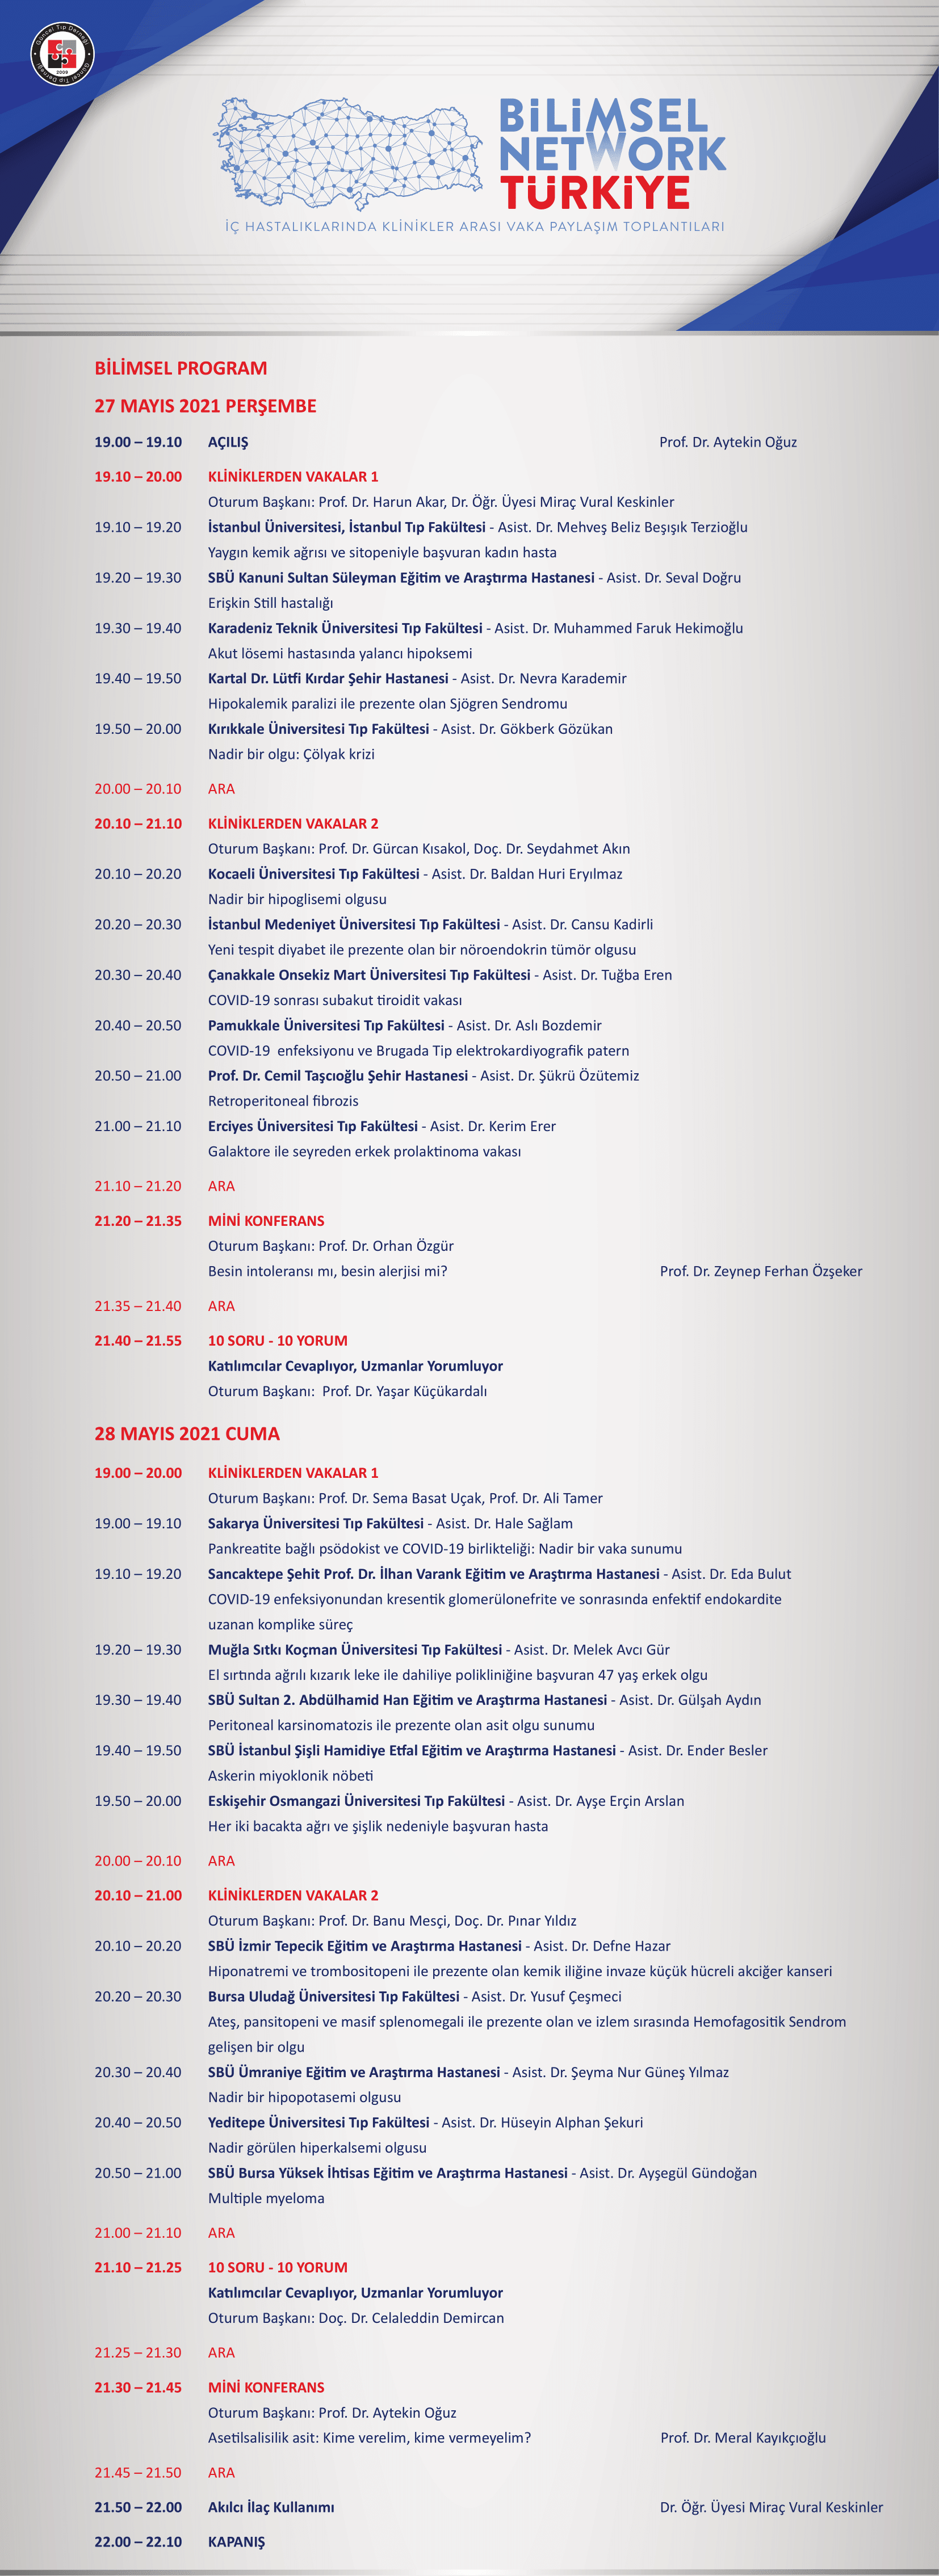 Güncel Tıp Derneği
2009
Güncel Tıp Derneği
BİLİMSEL
NETWORK
TÜRKİYE
İÇ HASTALIKLARINDA KLİNİKLER ARASI VAKA PAYLAŞIM TOPLANTILARI
BİLİMSEL PROGRAM
27 MAYIS 2021 PERŞEMBE
19.00 – 19.10 AÇILIŞ Prof. Dr. Aytekin Oğuz
19.10 – 20.00 KLİNİKLERDEN VAKALAR 1
Oturum Başkanı: Prof. Dr. Harun Akar, Dr. Öğr. Üyesi Miraç Vural Keskinler
19.10 – 19.20 İstanbul Üniversitesi, İstanbul Tıp Fakültesi - Asist. Dr. Mehveş Beliz Beşışık Terzioğlu
Yaygın kemik ağrısı ve sitopeniyle başvuran kadın hasta
19.20 – 19.30 SBÜ Kanuni Sultan Süleyman Eğitim ve Araştırma Hastanesi - Asist. Dr. Seval Doğru
Erişkin Still hastalığı
19.30 – 19.40 Karadeniz Teknik Üniversitesi Tıp Fakültesi - Asist. Dr. Muhammed Faruk Hekimoğlu
Akut lösemi hastasında yalancı hipoksemi
19.40 – 19.50 Kartal Dr. Lütfi Kırdar Şehir Hastanesi - Asist. Dr. Nevra Karademir
Hipokalemik paralizi ile prezente olan Sjögren Sendromu
19.50 – 20.00 Kırıkkale Üniversitesi Tıp Fakültesi - Asist. Dr. Gökberk Gözükan
Nadir bir olgu: Çölyak krizi
20.00 – 20.10 ARA
20.10 – 21.10 KLİNİKLERDEN VAKALAR 2
Oturum Başkanı: Prof. Dr. Gürcan Kısakol, Doç. Dr. Seydahmet Akın
20.10 – 20.20 Kocaeli Üniversitesi Tıp Fakültesi - Asist. Dr. Baldan Huri Eryılmaz
Nadir bir hipoglisemi olgusu
20.20 – 20.30 İstanbul Medeniyet Üniversitesi Tıp Fakültesi - Asist. Dr. Cansu Kadirli
Yeni tespit diyabet ile prezente olan bir nöroendokrin tümör olgusu
20.30 – 20.40 Çanakkale Onsekiz Mart Üniversitesi Tıp Fakültesi - Asist. Dr. Tuğba Eren
COVID-19 sonrası subakut tiroidit vakası
20.40 – 20.50 Pamukkale Üniversitesi Tıp Fakültesi - Asist. Dr. Aslı Bozdemir
COVID-19 enfeksiyonu ve Brugada Tip elektrokardiyografik patern
20.50 – 21.00 Prof. Dr. Cemil Taşcıoğlu Şehir Hastanesi - Asist. Dr. Şükrü Özütemiz
Retroperitoneal fibrozis
21.00 – 21.10 Erciyes Üniversitesi Tıp Fakültesi - Asist. Dr. Kerim Erer
Galaktore ile seyreden erkek prolaktinoma vakası
21.10 – 21.20 ARA
21.20 – 21.35 MİNİ KONFERANS
Oturum Başkanı: Prof. Dr. Orhan Özgür
Besin intoleransı mı, besin alerjisi mi? Prof. Dr. Zeynep Ferhan Özşeker
21.35 – 21.40 ARA
21.40 – 21.55 10 SORU - 10 YORUM
Katılımcılar Cevaplıyor, Uzmanlar Yorumluyor
Oturum Başkanı: Prof. Dr. Yaşar Küçükardalı
28 MAYIS 2021 CUMA
19.00 – 20.00 KLİNİKLERDEN VAKALAR 1
Oturum Başkanı: Prof. Dr. Sema Basat Uçak, Prof. Dr. Ali Tamer
19.00 – 19.10 Sakarya Üniversitesi Tıp Fakültesi - Asist. Dr. Hale Sağlam
Pankreatite bağlı psödokist ve COVID-19 birlikteliği: Nadir bir vaka sunumu
19.10 – 19.20 Sancaktepe Şehit Prof. Dr. İlhan Varank Eğitim ve Araştırma Hastanesi - Asist. Dr. Eda Bulut
COVID-19 enfeksiyonundan kresentik glomerülonefrite ve sonrasında enfektif endokardite
uzanan komplike süreç
19.20 – 19.30 Muğla Sıtkı Koçman Üniversitesi Tıp Fakültesi - Asist. Dr. Melek Avcı Gür
El sırtında ağrılı kızarık leke ile dahiliye polikliniğine başvuran 47 yaş erkek olgu
19.30 – 19.40 SBÜ Sultan 2. Abdülhamid Han Eğitim ve Araştırma Hastanesi - Asist. Dr. Gülşah Aydın
Peritoneal karsinomatozis ile prezente olan asit olgu sunumu
19.40 – 19.50 SBÜ İstanbul Şişli Hamidiye Etfal Eğitim ve Araştırma Hastanesi - Asist. Dr. Ender Besler
Askerin miyoklonik nöbeti
19.50 – 20.00 Eskişehir Osmangazi Üniversitesi Tıp Fakültesi - Asist. Dr. Ayşe Erçin Arslan
Her iki bacakta ağrı ve şişlik nedeniyle başvuran hasta
20.00 – 20.10 ARA
20.10 – 21.00 KLİNİKLERDEN VAKALAR 2
Oturum Başkanı: Prof. Dr. Banu Mesçi, Doç. Dr. Pınar Yıldız
20.10 – 20.20 SBÜ İzmir Tepecik Eğitim ve Araştırma Hastanesi - Asist. Dr. Defne Hazar
Hiponatremi ve trombositopeni ile prezente olan kemik iliğine invaze küçük hücreli akciğer kanseri
20.20 – 20.30 Bursa Uludağ Üniversitesi Tıp Fakültesi - Asist. Dr. Yusuf Çeşmeci
Ateş, pansitopeni ve masif splenomegali ile prezente olan ve izlem sırasında Hemofagositik Sendrom
gelişen bir olgu
20.30 – 20.40 SBÜ Ümraniye Eğitim ve Araştırma Hastanesi - Asist. Dr. Şeyma Nur Güneş Yılmaz
Nadir bir hipopotasemi olgusu
20.40 – 20.50 Yeditepe Üniversitesi Tıp Fakültesi - Asist. Dr. Hüseyin Alphan Şekuri
Nadir görülen hiperkalsemi olgusu
20.50 – 21.00 SBÜ Bursa Yüksek İhtisas Eğitim ve Araştırma Hastanesi - Asist. Dr. Ayşegül Gündoğan
Multiple myeloma
21.00 – 21.10 ARA
21.10 – 21.25 10 SORU - 10 YORUM
Katılımcılar Cevaplıyor, Uzmanlar Yorumluyor
Oturum Başkanı: Doç. Dr. Celaleddin Demircan
21.25 – 21.30 ARA
21.30 – 21.45 MİNİ KONFERANS
Oturum Başkanı: Prof. Dr. Aytekin Oğuz
Asetilsalisilik asit: Kime verelim, kime vermeyelim? Prof. Dr. Meral Kayıkçıoğlu
21.45 – 21.50 ARA
21.50 – 22.00 Akılcı İlaç Kullanımı Dr. Öğr. Üyesi Miraç Vural Keskinler
22.00 – 22.10 KAPANIŞ